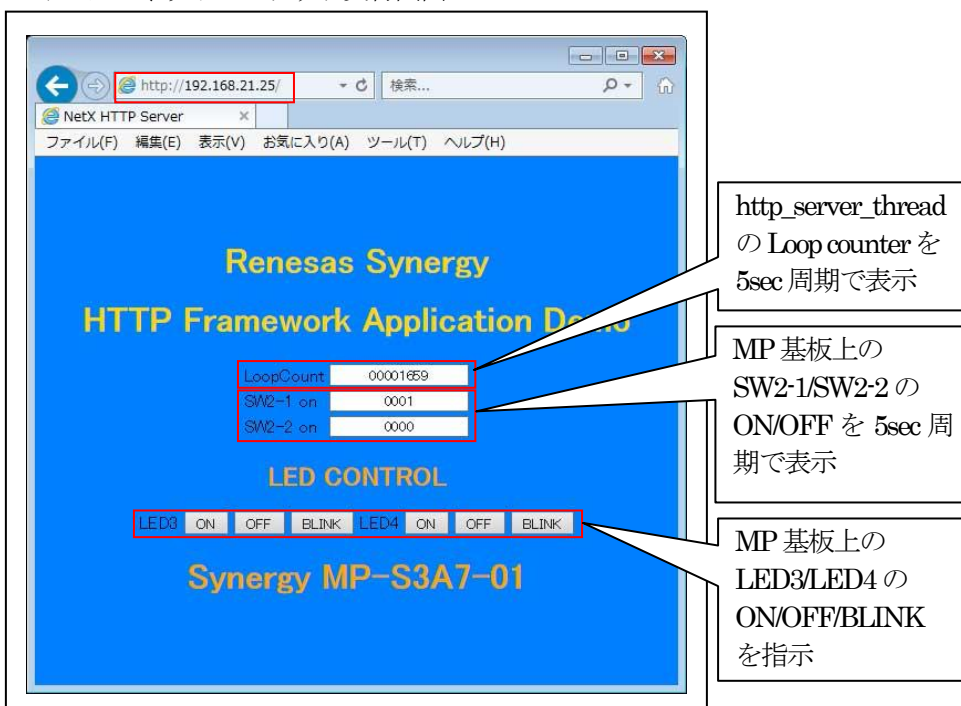 http://192.168.21.25/
検索...
NetX HTTP Server
ファイル(F) 編集(E) 表示(V) お気に入り(A) ツール(T) ヘルプ(H)
Renesas Synergy
HTTP Framework Application Demo
LoopCount 00001659
SW2-1 on 0001
SW2-2 on 0000
LED CONTROL
LED3 ON OFF BLINK LED4 ON OFF BLINK
Synergy MP-S3A7-01
http_server_thread
の Loop counter を
5sec 周期で表示
MP 基板上の
SW2-1/SW2-2 の
ON/OFF を 5sec 周
期で表示
MP 基板上の
LED3/LED4 の
ON/OFF/BLINK
を指示